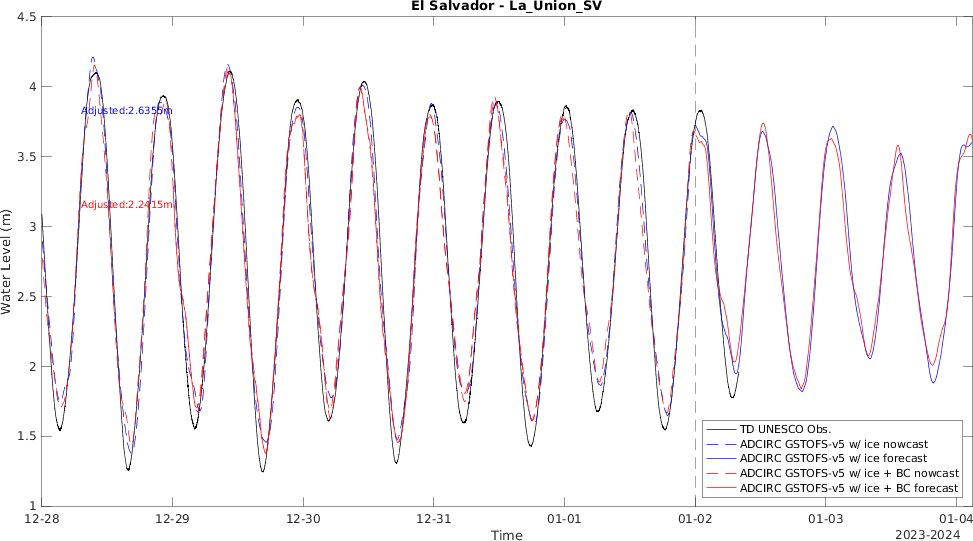 El Salvador - La_Union_SV
4.5
4
3.5
3
2.5
2
1.5
1
Water Level (m)
Adjusted:2.6355m
Adjusted:2.2415m
TD UNESCO Obs.
ADCIRC GSTOFS-v5 w/ ice nowcast
ADCIRC GSTOFS-v5 w/ ice forecast
ADCIRC GSTOFS-v5 w/ ice + BC nowcast
ADCIRC GSTOFS-v5 w/ ice + BC forecast
12-28 12-29 12-30 12-31 01-01 01-02 01-03 01-04
Time
2023-2024